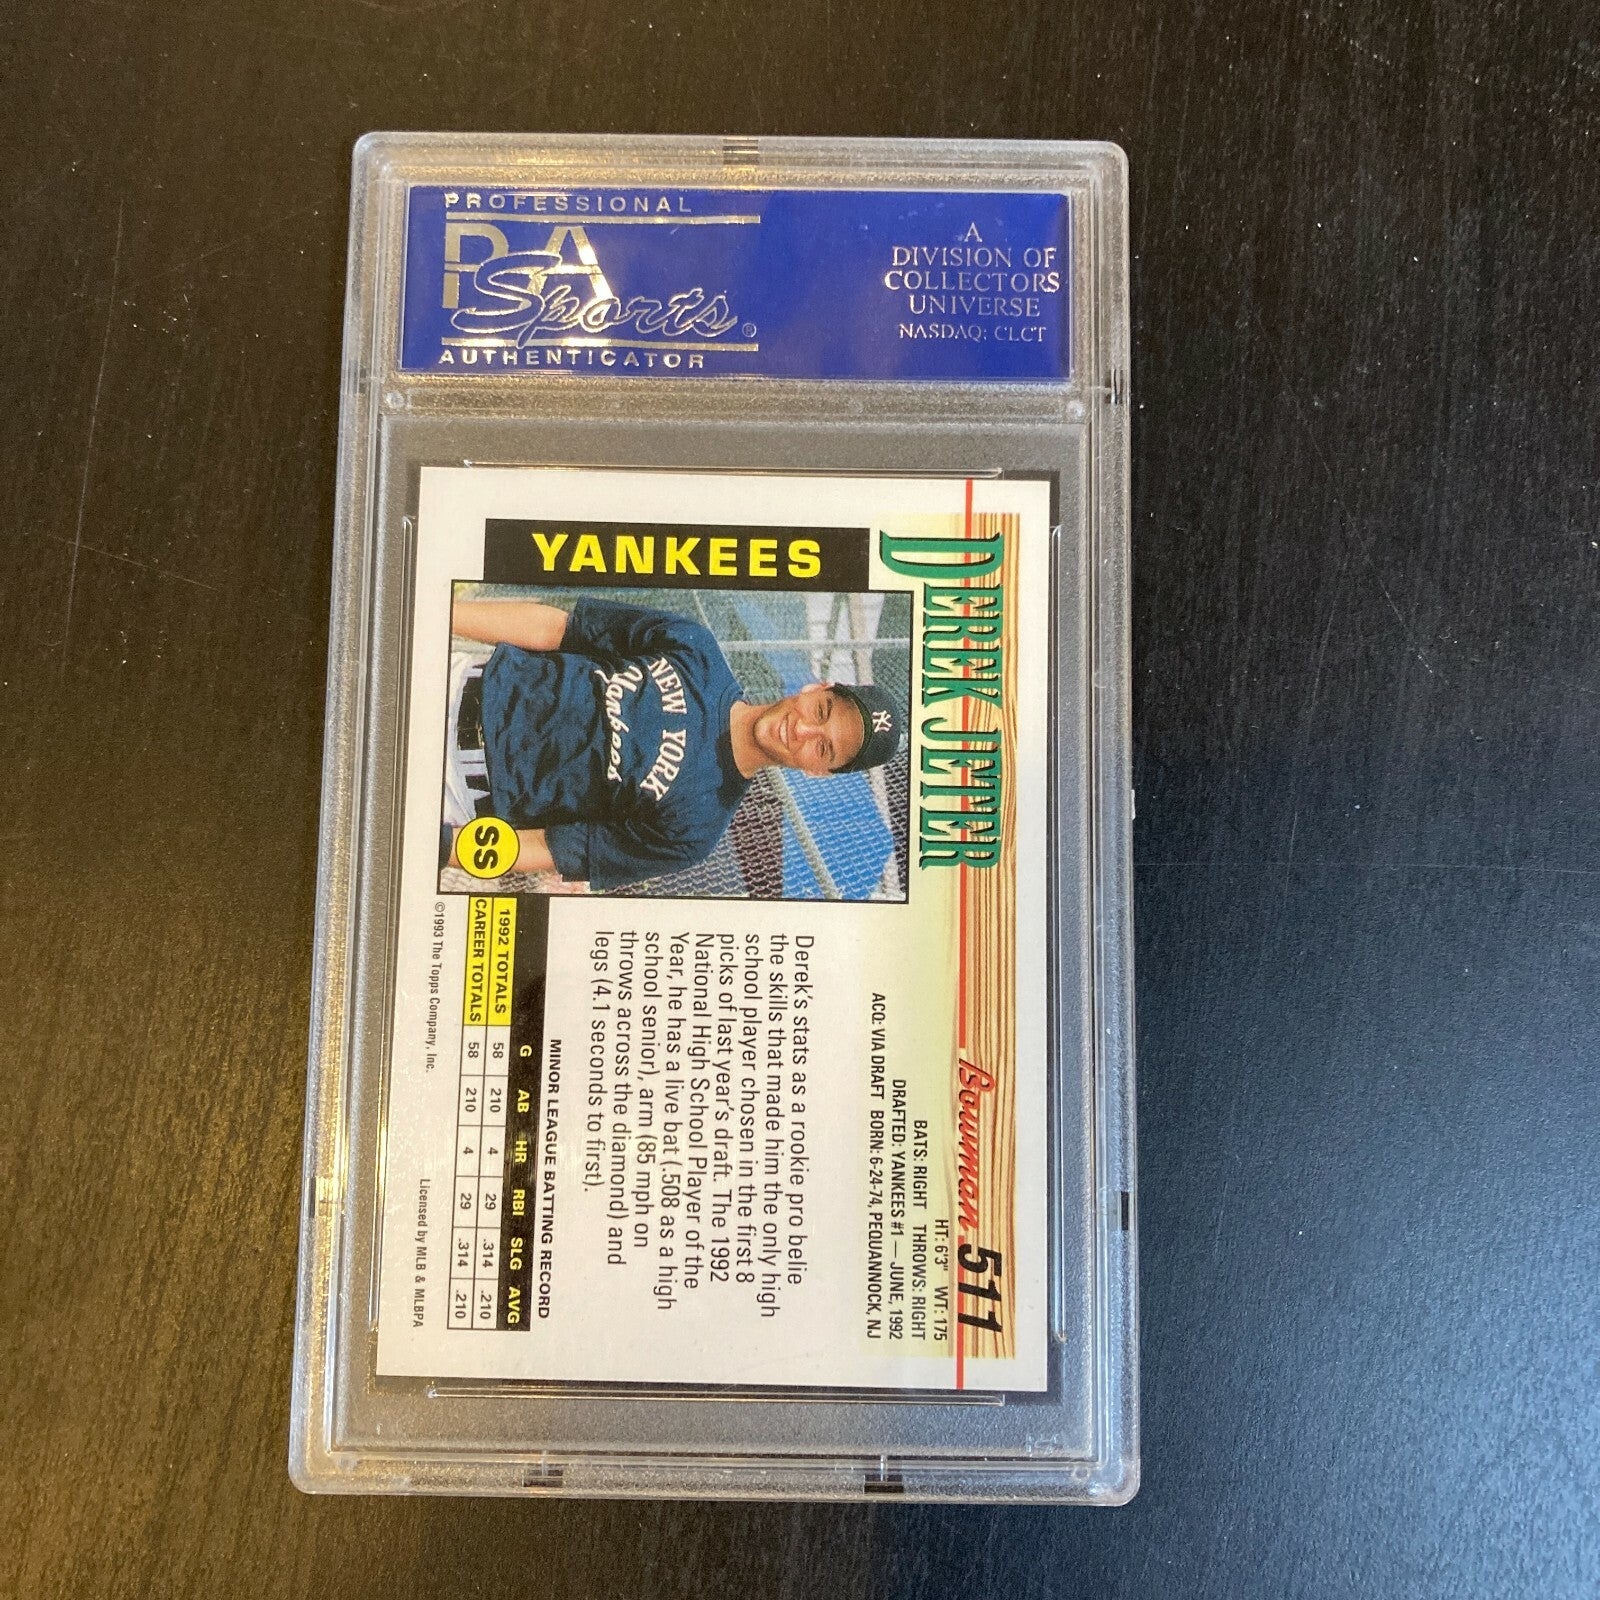 PROFESSIONAL
PSA
Sports®
AUTHENTICATOR
A
DIVISION OF
COLLECTORS
UNIVERSE
NASDAQ: CLCT
DEREK JETER
Bowman 511
HT: 6'3" WT: 175
BATS: RIGHT THROWS: RIGHT
DRAFTED: YANKEES #1 — JUNE, 1992
ACQ: VIA DRAFT BORN: 6-24-74, PEQUANNOCK, NJ
YANKEES
NY
NEW YORK
Yankees
SS
Derek's stats as a rookie pro belie
the skills that made him the only high
school player chosen in the first 8
picks of last year's draft. The 1992
National High School Player of the
Year, he has a live bat (.508 as a high
school senior), arm (85 mph on
throws across the diamond) and
legs (4.1 seconds to first).
MINOR LEAGUE BATTING RECORD
G AB HR RBI SLG AVG
1992 TOTALS 58 210 4 29 .314 .210
CAREER TOTALS 58 210 4 29 .314 .210
©1993 The Topps Company, Inc. Licensed by MLB & MLBPA